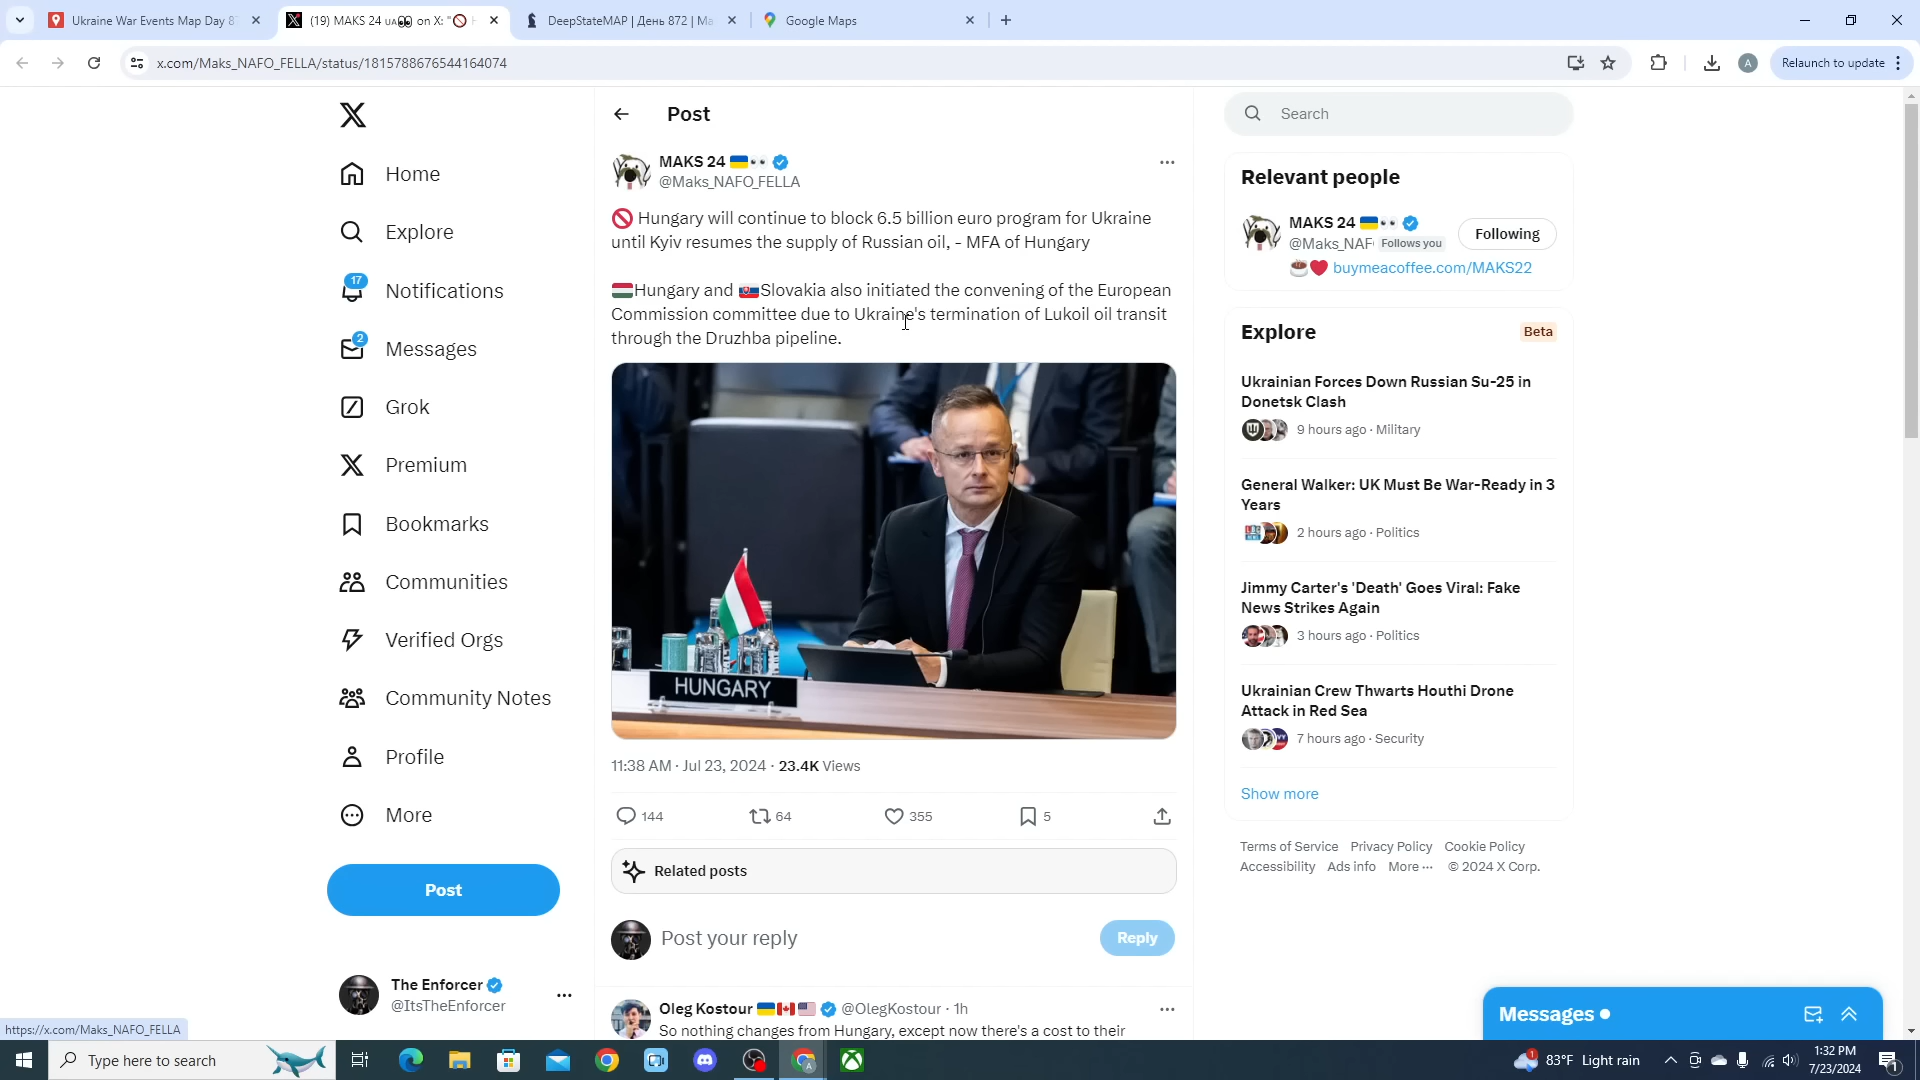 Ukraine War Events Map Day 8
(19) MAKS 24 UA on X: "
DeepStateMAP | День 872 | Ma
Google Maps
x.com/Maks_NAFO_FELLA/status/1815788676544164074
A
Relaunch to update
Home
Explore
17
Notifications
2
Messages
Grok
Premium
Bookmarks
Communities
Verified Orgs
Community Notes
Profile
More
Post
The Enforcer
@ItsTheEnforcer
https://x.com/Maks_NAFO_FELLA
Post
MAKS 24
@Maks_NAFO_FELLA
Hungary will continue to block 6.5 billion euro program for Ukraine
until Kyiv resumes the supply of Russian oil, - MFA of Hungary
Hungary and Slovakia also initiated the convening of the European
Commission committee due to Ukraine's termination of Lukoil oil transit
through the Druzhba pipeline.
HUNGARY
11:38 AM · Jul 23, 2024 · 23.4K Views
144 64 355 5
Related posts
Post your reply
Reply
Oleg Kostour @OlegKostour · 1h
So nothing changes from Hungary, except now there's a cost to their
Search
Relevant people
MAKS 24
@Maks_NAF Follows you
Following
buymeacoffee.com/MAKS22
Explore
Beta
Ukrainian Forces Down Russian Su-25 in
Donetsk Clash
9 hours ago · Military
General Walker: UK Must Be War-Ready in 3
Years
2 hours ago · Politics
Jimmy Carter's 'Death' Goes Viral: Fake
News Strikes Again
3 hours ago · Politics
Ukrainian Crew Thwarts Houthi Drone
Attack in Red Sea
7 hours ago · Security
Show more
Terms of Service Privacy Policy Cookie Policy
Accessibility Ads info More ··· © 2024 X Corp.
Messages
Type here to search
1
83°F Light rain
1:32 PM
7/23/2024
1